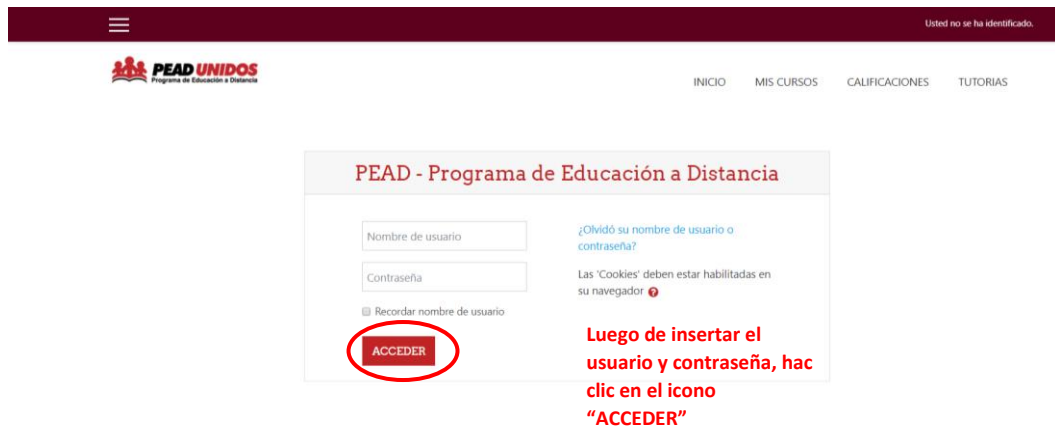 Usted no se ha identificado.
PEAD UNIDOS
Programa de Educación a Distancia
INICIO MIS CURSOS CALIFICACIONES TUTORIAS
PEAD - Programa de Educación a Distancia
Nombre de usuario
¿Olvidó su nombre de usuario o
contraseña?
Contraseña
Las 'Cookies' deben estar habilitadas en
su navegador ?
Recordar nombre de usuario
ACCEDER
Luego de insertar el
usuario y contraseña, hac
clic en el icono
“ACCEDER”